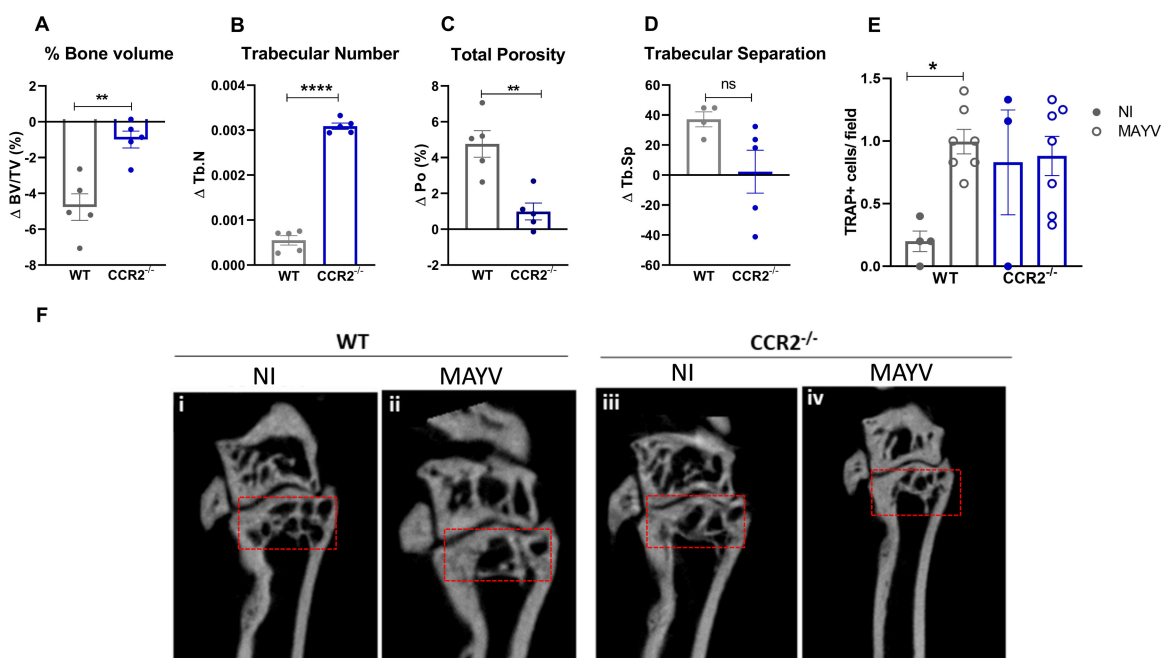 A
% Bone volume
Δ BV/TV (%)
2
0
-2
-4
-6
-8
**
WT
CCR2-/-
B
Trabecular Number
Δ Tb.N
0.004
0.003
0.002
0.001
0.000
****
WT
CCR2-/-
C
Total Porosity
Δ Po (%)
8
6
4
2
0
-2
**
WT
CCR2-/-
D
Trabecular Separation
Δ Tb.Sp
60
40
20
0
-20
-40
-60
ns
WT
CCR2-/-
E
TRAP+ cells/ field
1.5
1.0
0.5
0.0
*
WT
CCR2-/-
NI
MAYV
F
WT
CCR2-/-
NI
MAYV
NI
MAYV
i
ii
iii
iv